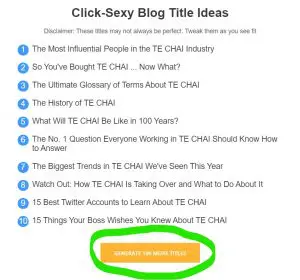 Click-Sexy Blog Title Ideas
Disclaimer: These titles may not always be perfect. Tweak them as you see fit
1 The Most Influential People in the TE CHAI Industry
2 So You've Bought TE CHAI ... Now What?
3 The Ultimate Glossary of Terms About TE CHAI
4 The History of TE CHAI
5 What Will TE CHAI Be Like in 100 Years?
6 The No. 1 Question Everyone Working in TE CHAI Should Know How
to Answer
7 The Biggest Trends in TE CHAI We've Seen This Year
8 Watch Out: How TE CHAI Is Taking Over and What to Do About It
9 15 Best Twitter Accounts to Learn About TE CHAI
10 15 Things Your Boss Wishes You Knew About TE CHAI
GENERATE 100 MORE TITLES